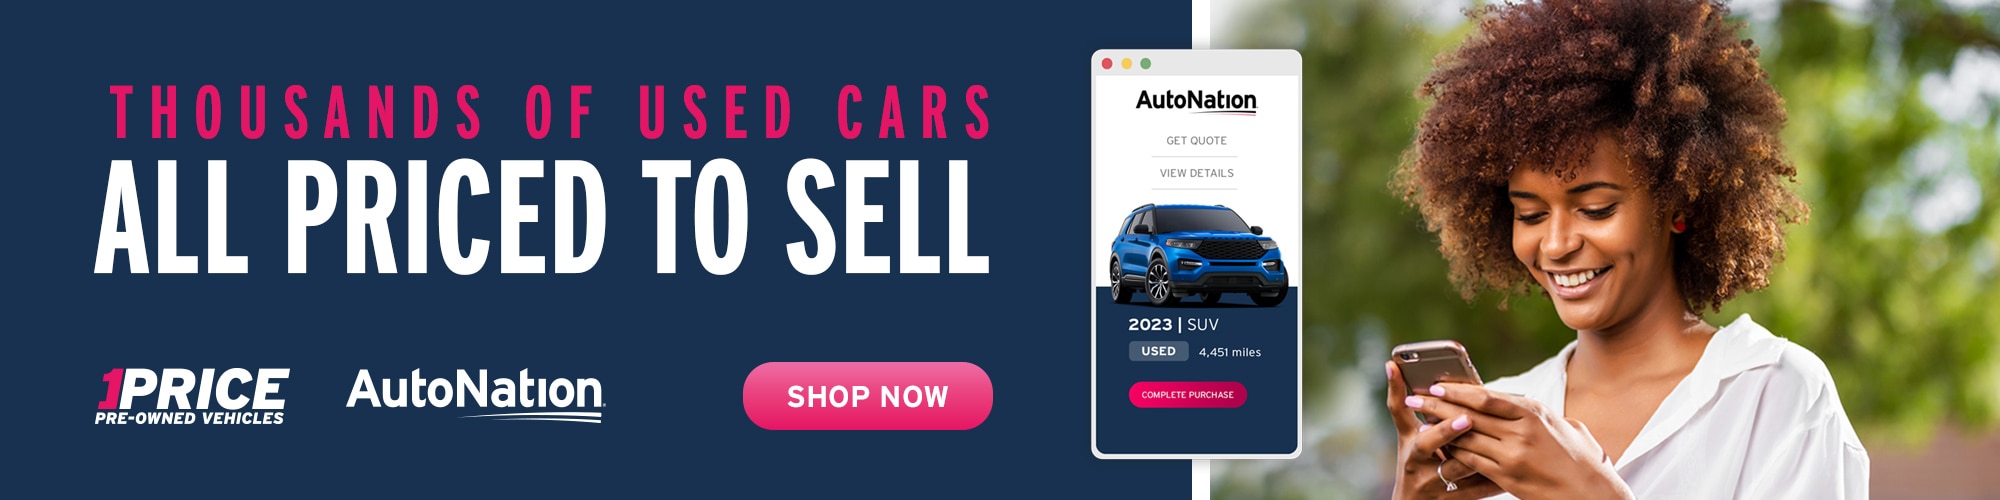 THOUSANDS OF USED CARS
ALL PRICED TO SELL
1PRICE
PRE-OWNED VEHICLES
AutoNation
SHOP NOW
AutoNation
GET QUOTE
VIEW DETAILS
2023 | SUV
USED 4,451 miles
COMPLETE PURCHASE